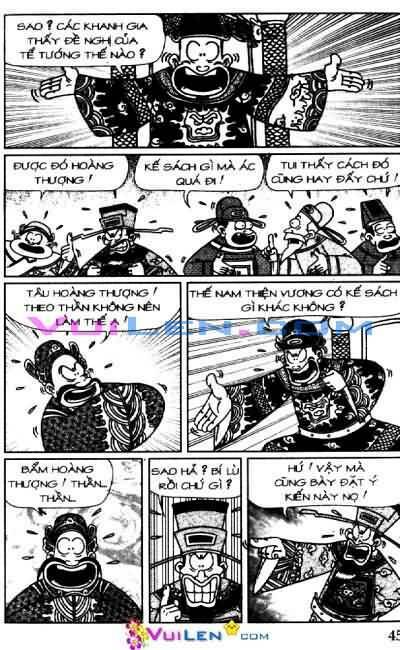 SAO? CÁC KHANH GIA
THẤY ĐỀ NGHỊ CỦA
TỂ TƯỚNG THẾ NÀO?
ĐƯỢC ĐÓ HOÀNG
THƯỢNG!
KẾ SÁCH GÌ MÀ ÁC
QUÁ ĐI!
TUI THẤY CÁCH ĐÓ
CŨNG HAY ĐẤY CHỨ!
TÂU HOÀNG THƯỢNG!
THEO THẦN KHÔNG NÊN
LÀM THẾ Ạ!
THẾ NAM THIỆN VƯƠNG CÓ KẾ SÁCH
GÌ KHÁC KHÔNG?
VUILEN.COM
BẨM HOÀNG
THƯỢNG! THẦN..
THẦN..
SAO HẢ? BÍ LÙ
RỒI CHỨ GÌ?
HỨ! VẬY MÀ
CŨNG BÀY ĐẶT Ý
KIẾN NÀY NỌ!
45
VUILEN.COM